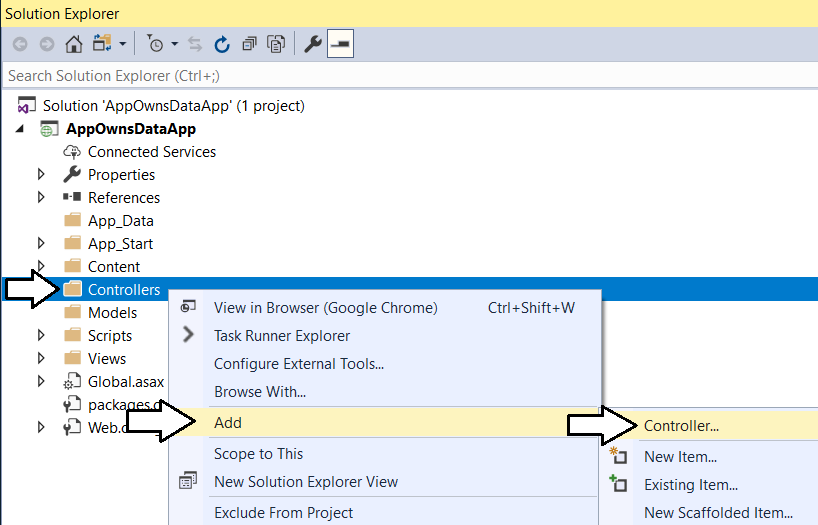 Solution Explorer
Search Solution Explorer (Ctrl+;)
Solution 'AppOwnsDataApp' (1 project)
AppOwnsDataApp
Connected Services
Properties
References
App_Data
App_Start
Content
Controllers
Models
Scripts
Views
Global.asax
packages.c
Web.c
View in Browser (Google Chrome) Ctrl+Shift+W
Task Runner Explorer
Configure External Tools...
Browse With...
Add
Scope to This
New Solution Explorer View
Exclude From Project
Controller...
New Item...
Existing Item...
New Scaffolded Item...